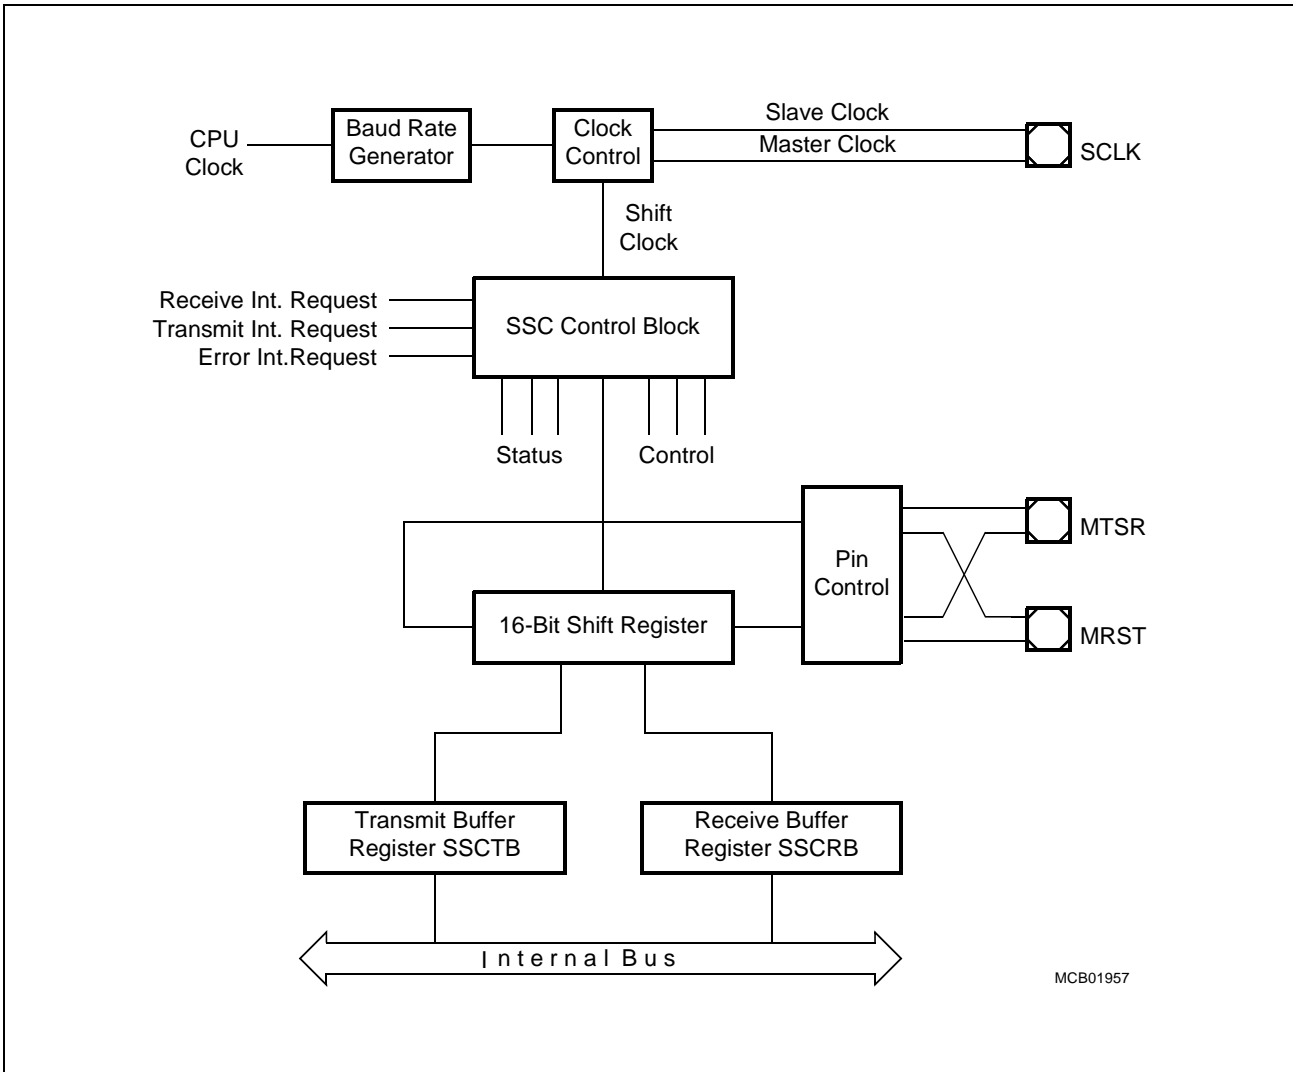 CPU
Clock
Baud Rate
Generator
Clock
Control
Slave Clock
Master Clock
SCLK
Shift
Clock
Receive Int. Request
Transmit Int. Request
Error Int.Request
SSC Control Block
Status
Control
Pin
Control
MTSR
MRST
16-Bit Shift Register
Transmit Buffer
Register SSCTB
Receive Buffer
Register SSCRB
Internal Bus
MCB01957